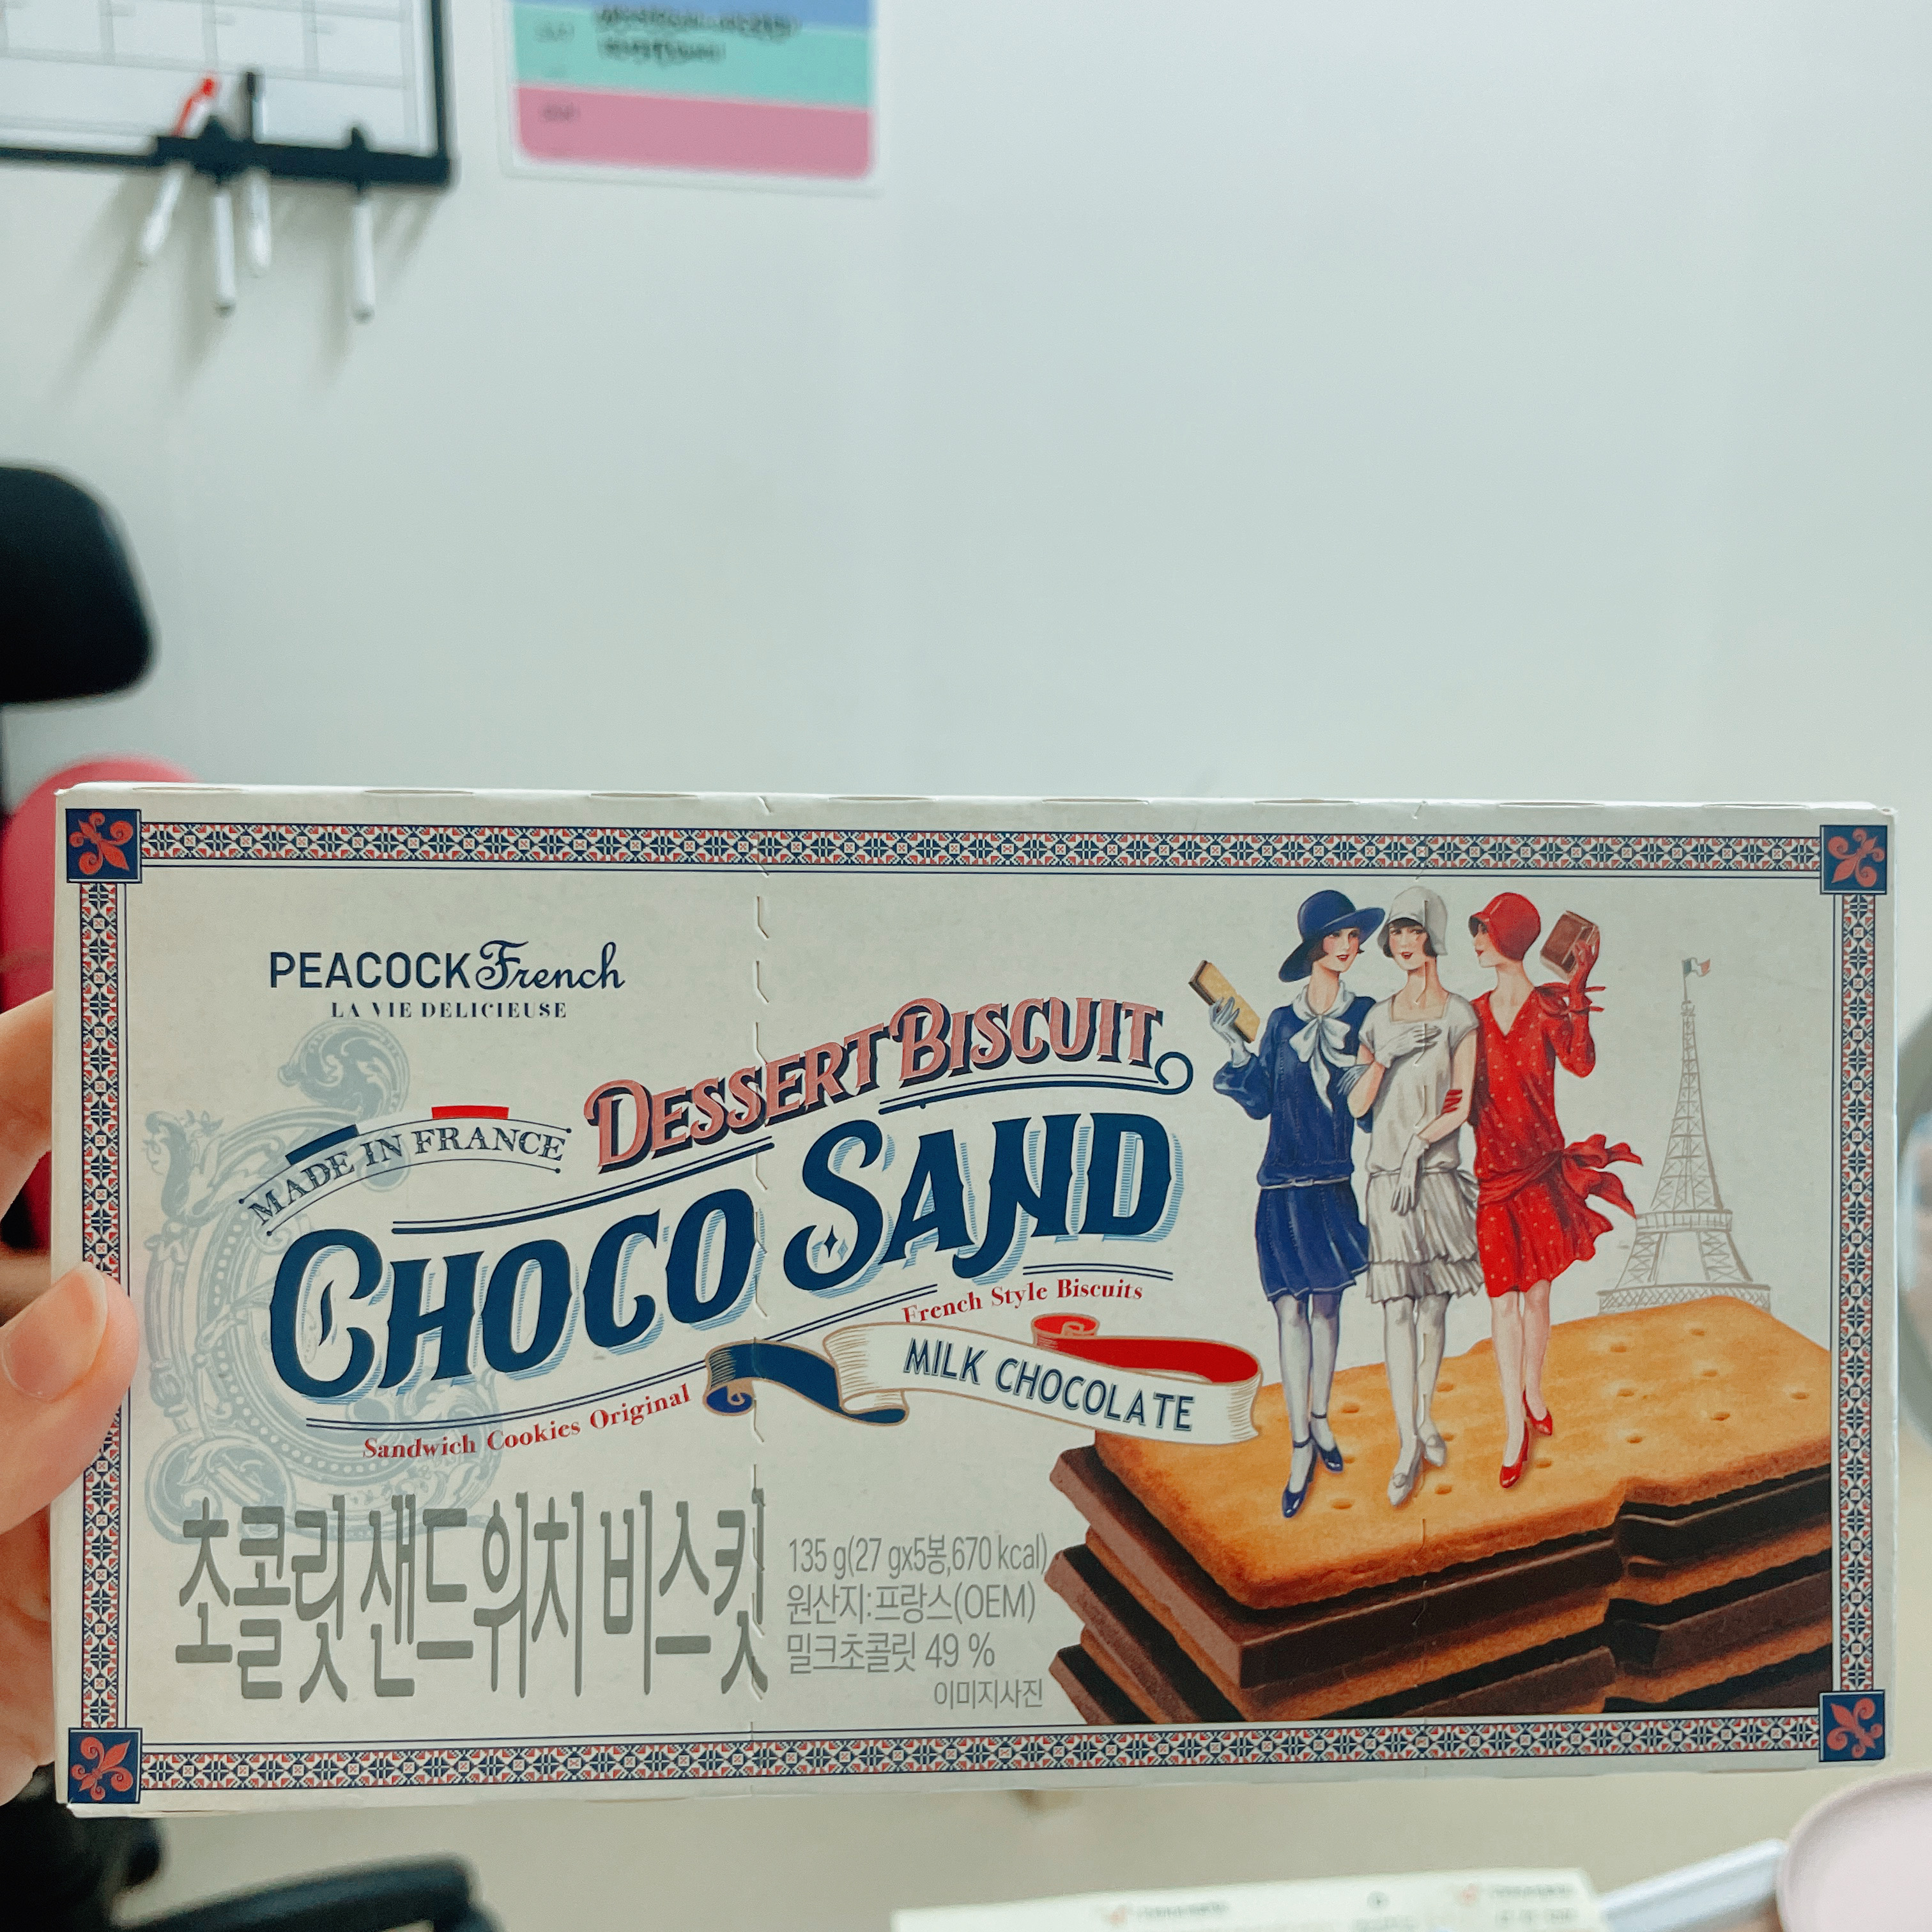 PEACOCK French
LA VIE DELICIEUSE
MADE IN FRANCE
DESSERT BISCUIT
CHOCO SAND
French Style Biscuits
MILK CHOCOLATE
Sandwich Cookies Original
초콜릿 샌드위치 비스킷
135 g(27 gx5봉,670 kcal)
원산지:프랑스(OEM)
밀크초콜릿 49 %
이미지사진